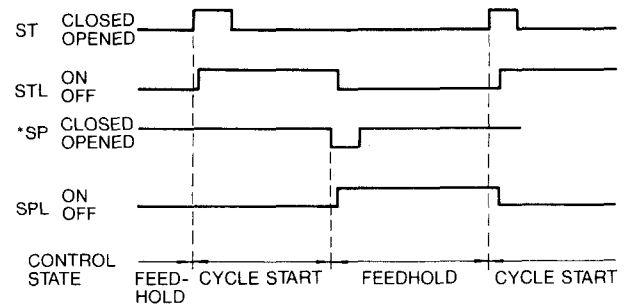 ST CLOSED
OPENED
STL ON
OFF
*SP CLOSED
OPENED
SPL ON
OFF
CONTROL
STATE FEED- CYCLE START FEEDHOLD CYCLE START
HOLD